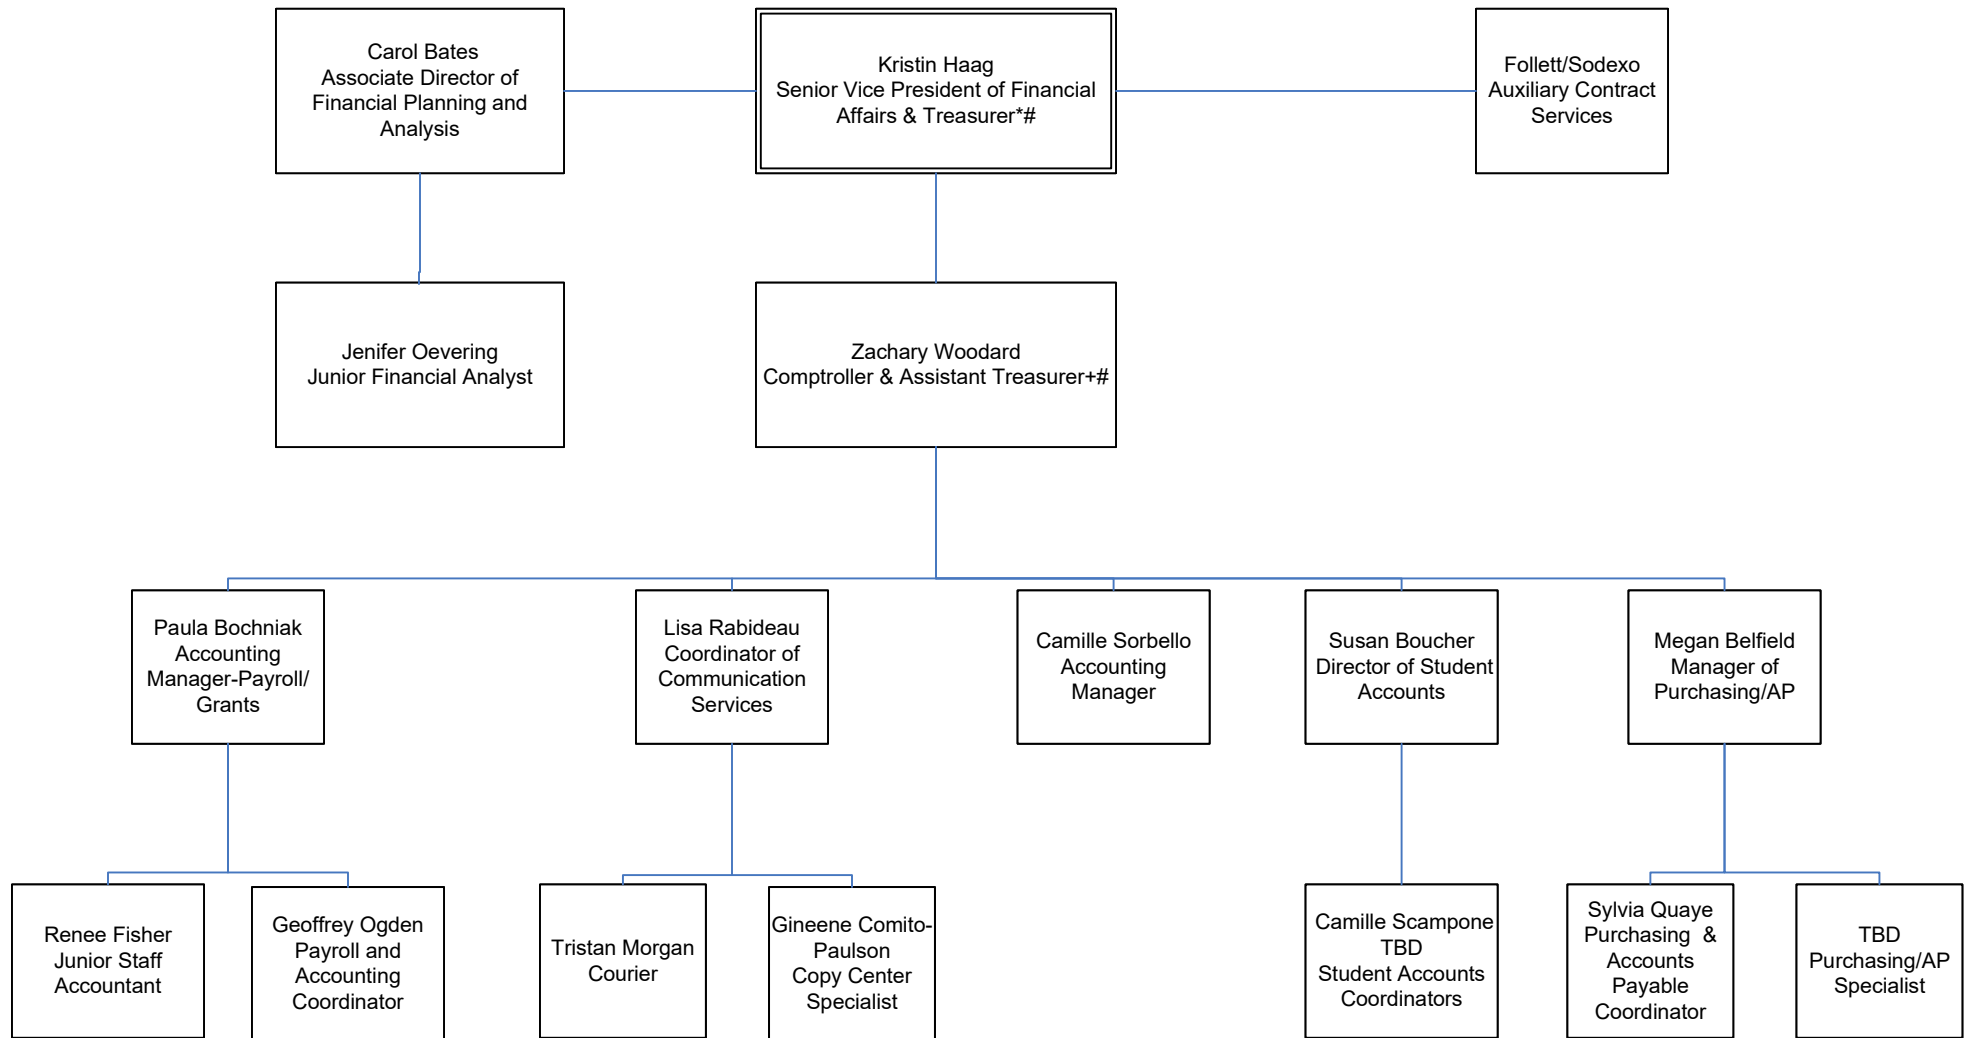 Carol Bates
Associate Director of
Financial Planning and
Analysis
Kristin Haag
Senior Vice President of Financial
Affairs & Treasurer*#
Follett/Sodexo
Auxiliary Contract
Services
Jenifer Oevering
Junior Financial Analyst
Zachary Woodard
Comptroller & Assistant Treasurer+#
Paula Bochniak
Accounting
Manager-Payroll/
Grants
Lisa Rabideau
Coordinator of
Communication
Services
Camille Sorbello
Accounting
Manager
Susan Boucher
Director of Student
Accounts
Megan Belfield
Manager of
Purchasing/AP
Renee Fisher
Junior Staff
Accountant
Geoffrey Ogden
Payroll and
Accounting
Coordinator
Tristan Morgan
Courier
Gineene Comito-
Paulson
Copy Center
Specialist
Camille Scampone
TBD
Student Accounts
Coordinators
Sylvia Quaye
Purchasing  &
Accounts
Payable
Coordinator
TBD
Purchasing/AP
Specialist